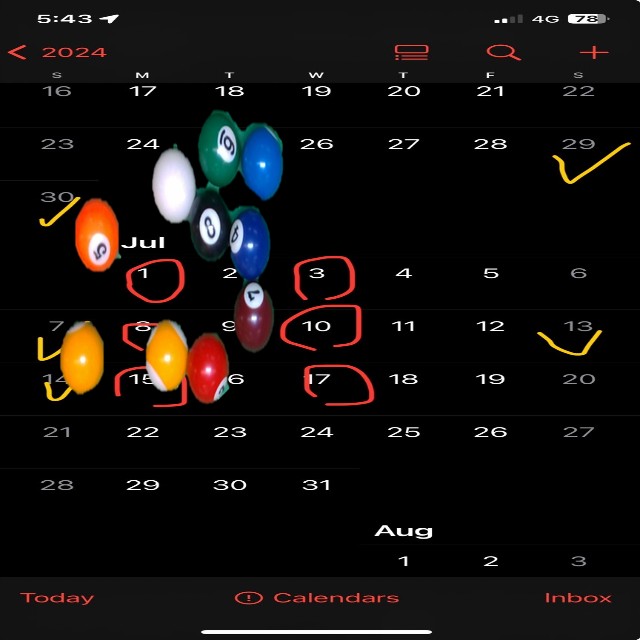 5:43 4G 78
2024
S M T W T F S
16 17 18 19 20 21 22
23 24 26 27 28 29
30
Jul
1 2 3 4 5 6
7 8 9 10 11 12 13
14 15 6 17 18 19 20
21 22 23 24 25 26 27
28 29 30 31
Aug
1 2 3
Today Calendars Inbox
6
8
4
5
7